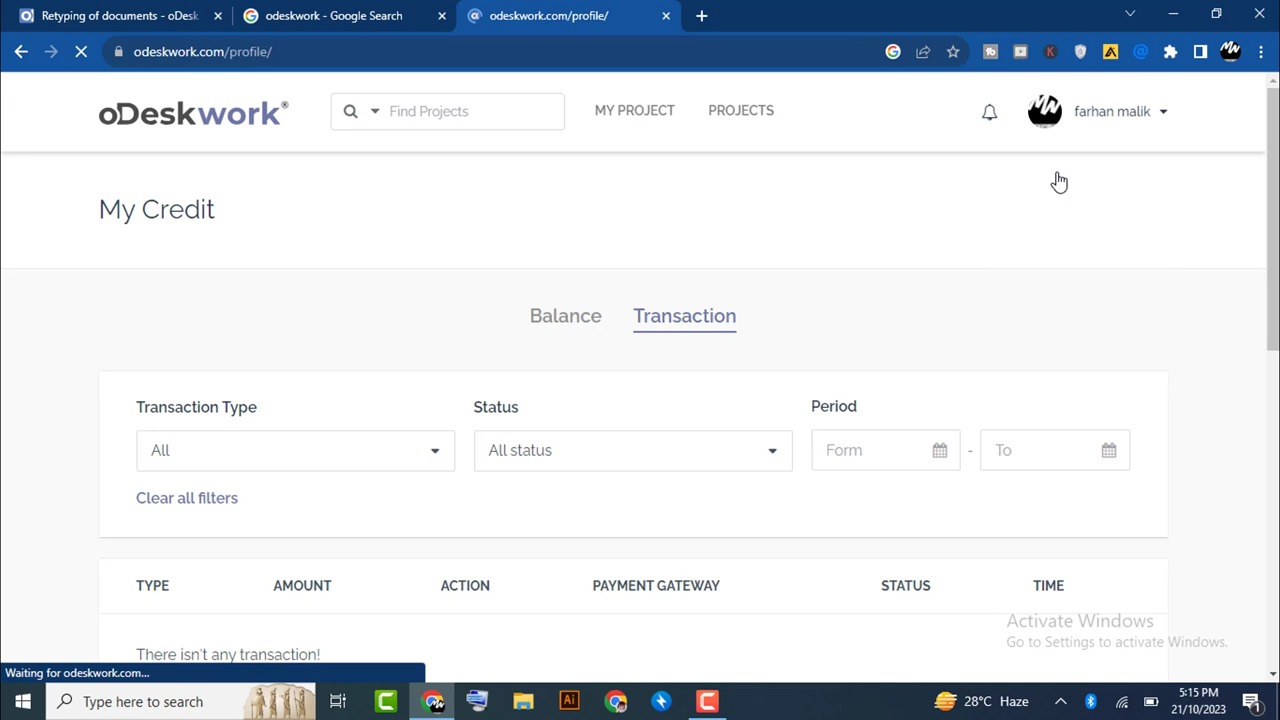 Retyping of documents - oDesk
odeskwork - Google Search
odeskwork.com/profile/
odeskwork.com/profile/
oDeskwork®
Find Projects
MY PROJECT
PROJECTS
farhan malik
My Credit
Balance
Transaction
Transaction Type
Status
Period
All
All status
Form
-
To
Clear all filters
TYPE
AMOUNT
ACTION
PAYMENT GATEWAY
STATUS
TIME
There isn't any transaction!
Activate Windows
Go to Settings to activate Windows.
Waiting for odeskwork.com...
Type here to search
28°C Haze
5:15 PM
21/10/2023
1